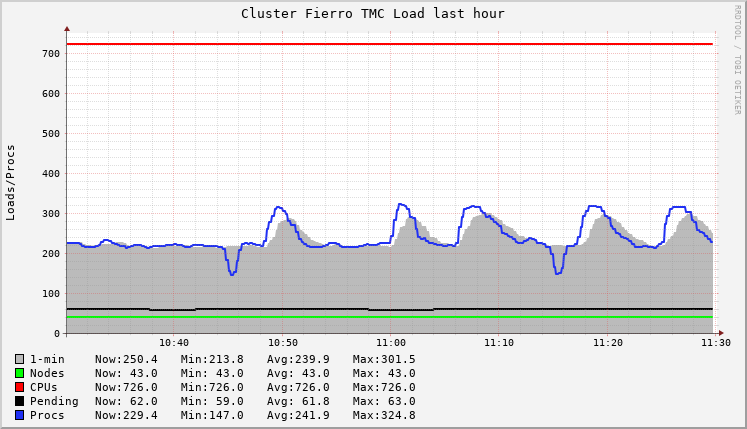 Cluster Fierro TMC Load last hour
RRDTOOL / TOBI OETIKER
Loads/Procs
700
600
500
400
300
200
100
0
10:40 10:50 11:00 11:10 11:20 11:30
1-min Now:250.4 Min:213.8 Avg:239.9 Max:301.5
Nodes Now: 43.0 Min: 43.0 Avg: 43.0 Max: 43.0
CPUs Now:726.0 Min:726.0 Avg:726.0 Max:726.0
Pending Now: 62.0 Min: 59.0 Avg: 61.8 Max: 63.0
Procs Now:229.4 Min:147.0 Avg:241.9 Max:324.8